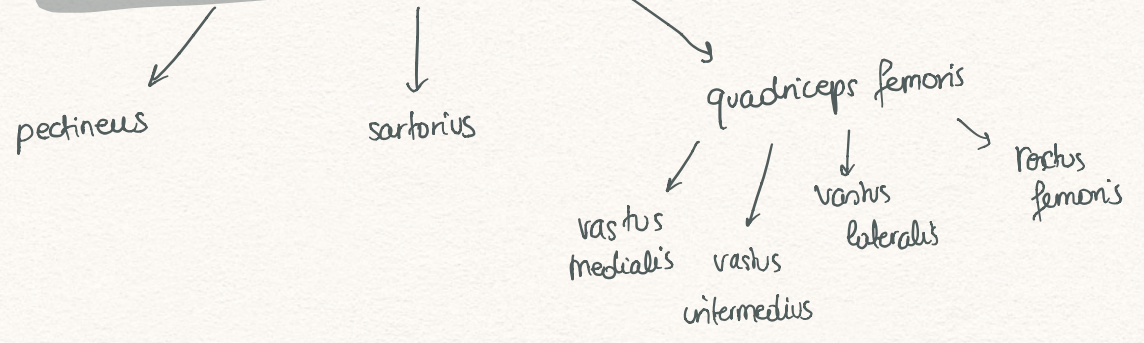 pectineus
sartorius
quadriceps femoris
vastus
medialis
vastus
intermedius
vastus
lateralis
rectus
femoris